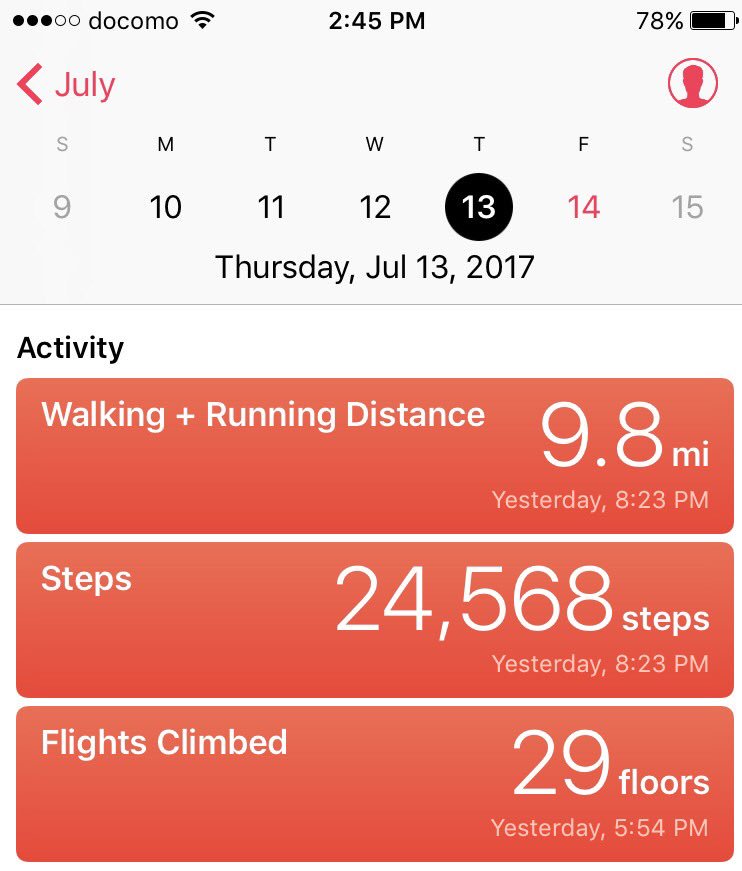 docomo 2:45 PM 78%
July
S M T W T F S
9 10 11 12 13 14 15
Thursday, Jul 13, 2017
Activity
Walking + Running Distance 9.8 mi
Yesterday, 8:23 PM
Steps 24,568 steps
Yesterday, 8:23 PM
Flights Climbed 29 floors
Yesterday, 5:54 PM